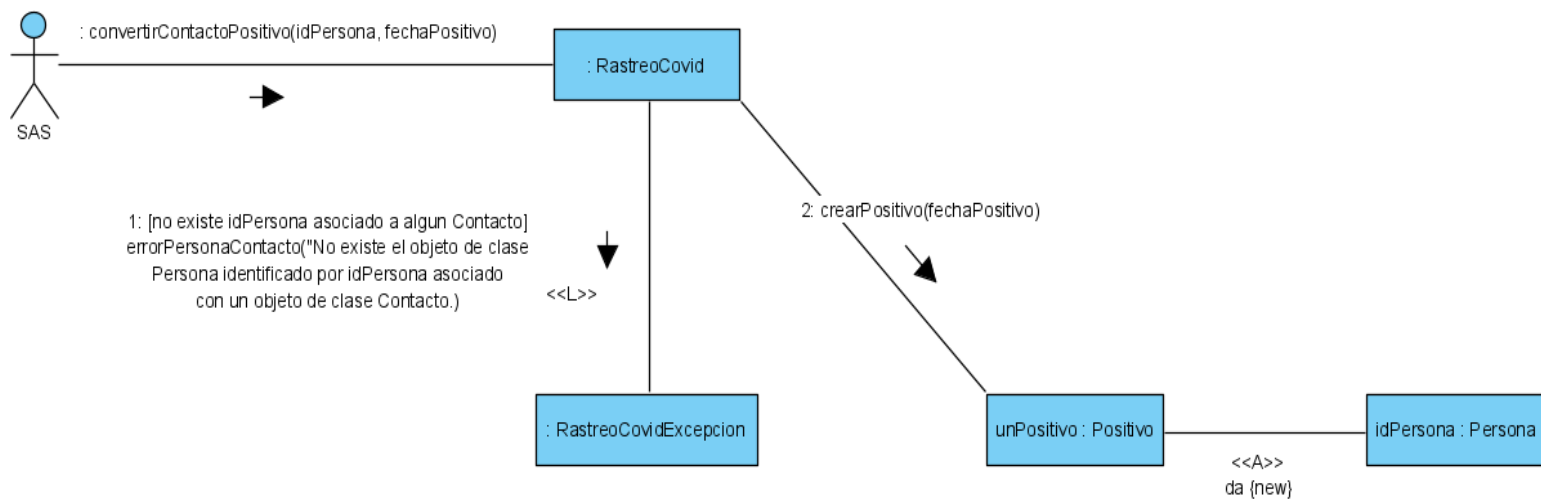 : convertirContactoPositivo(idPersona, fechaPositivo)
: RastreoCovid
SAS
1: [no existe idPersona asociado a algun Contacto]
errorPersonaContacto("No existe el objeto de clase
Persona identificado por idPersona asociado
con un objeto de clase Contacto.)
<<L>>
2: crearPositivo(fechaPositivo)
: RastreoCovidExcepcion
unPositivo : Positivo
idPersona : Persona
<<A>>
da {new}